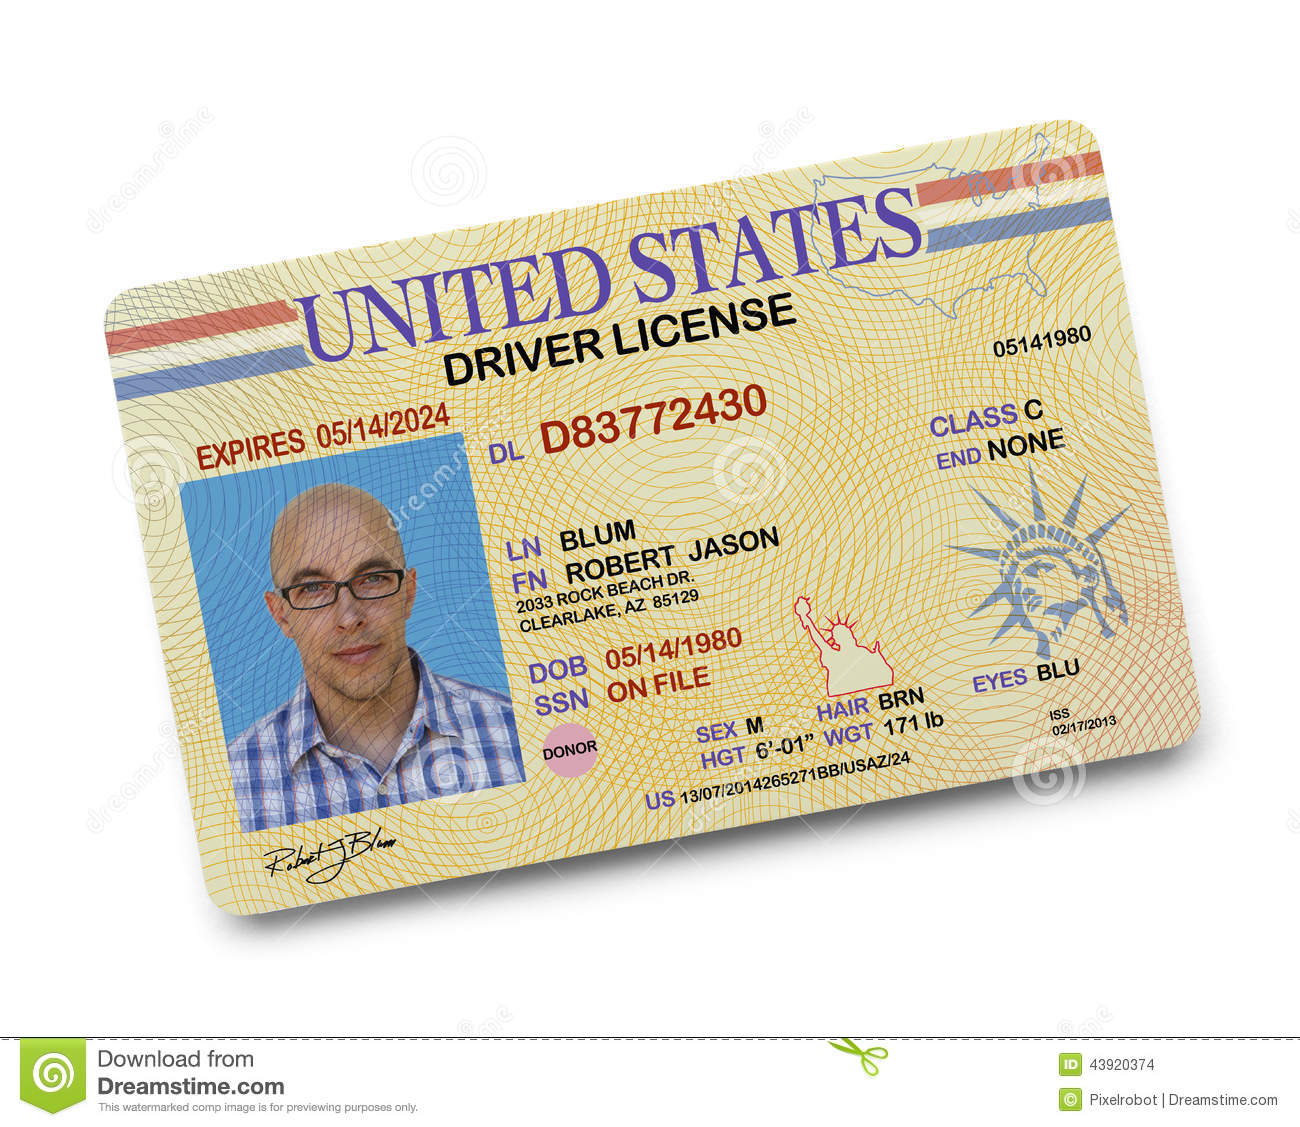 UNITED STATES
DRIVER LICENSE
05141980
EXPIRES 05/14/2024
DL D83772430
CLASS C
END NONE
LN BLUM
FN ROBERT JASON
2033 ROCK BEACH DR.
CLEARLAKE, AZ 85129
DOB 05/14/1980
SSN ON FILE
DONOR
SEX M HAIR BRN
HGT 6'-01" WGT 171 lb
EYES BLU
ISS
02/17/2013
US 13/07/2014265271BB/USAZ/24
Robert J Blum
dreamstime
Download from
Dreamstime.com
This watermarked comp image is for previewing purposes only.
ID 43920374
© Pixelrobot | Dreamstime.com